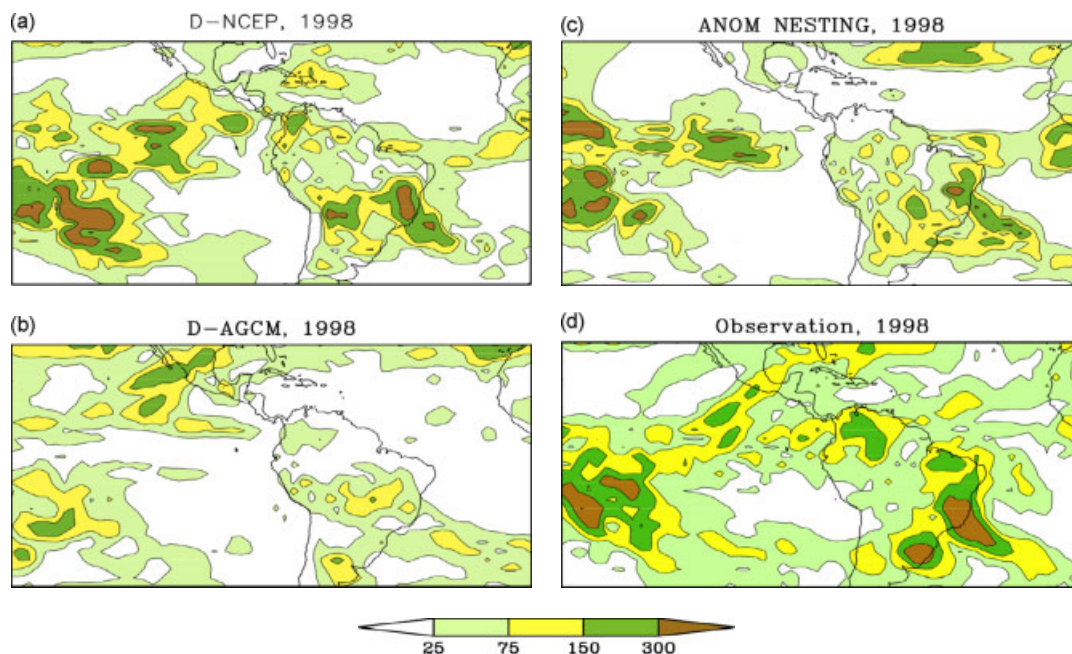 (a)
D-NCEP, 1998
(c)
ANOM NESTING, 1998
(b)
D-AGCM, 1998
(d)
Observation, 1998
25 75 150 300